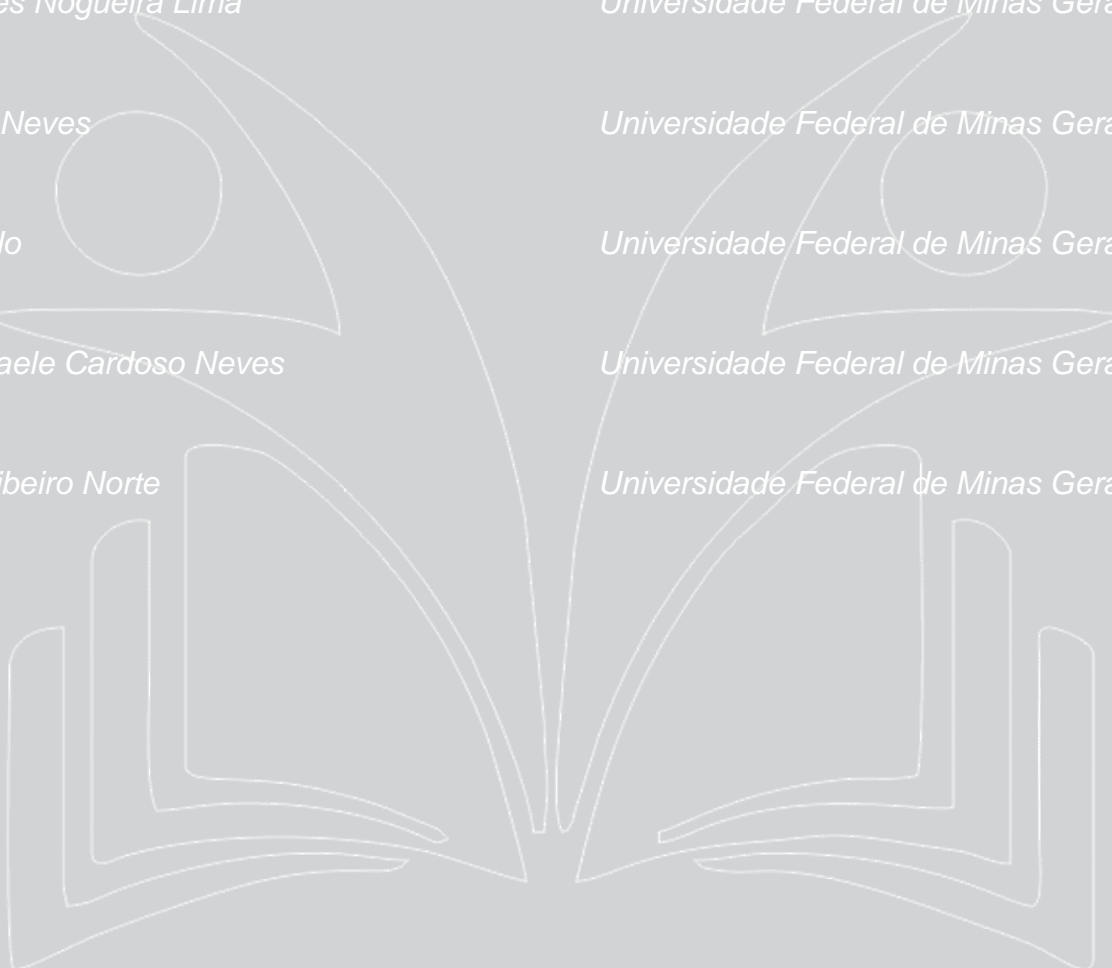 es Nogueira Lima Universidade Federal de Minas Gera
Neves Universidade Federal de Minas Gera
lo Universidade Federal de Minas Gera
aele Cardoso Neves Universidade Federal de Minas Gera
ibeiro Norte Universidade Federal de Minas Gera